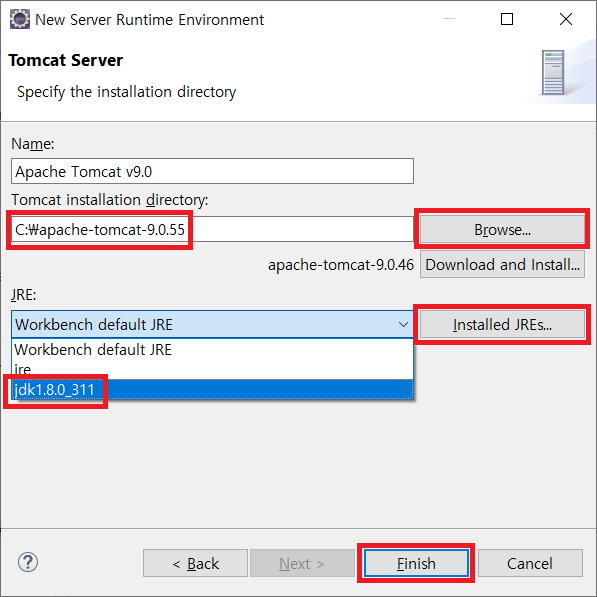 New Server Runtime Environment
Tomcat Server
Specify the installation directory
Name:
Apache Tomcat v9.0
Tomcat installation directory:
C:₩apache-tomcat-9.0.55 Browse...
apache-tomcat-9.0.46 Download and Install...
JRE:
Workbench default JRE Installed JREs...
Workbench default JRE
jre
jdk1.8.0_311
? < Back Next > Finish Cancel